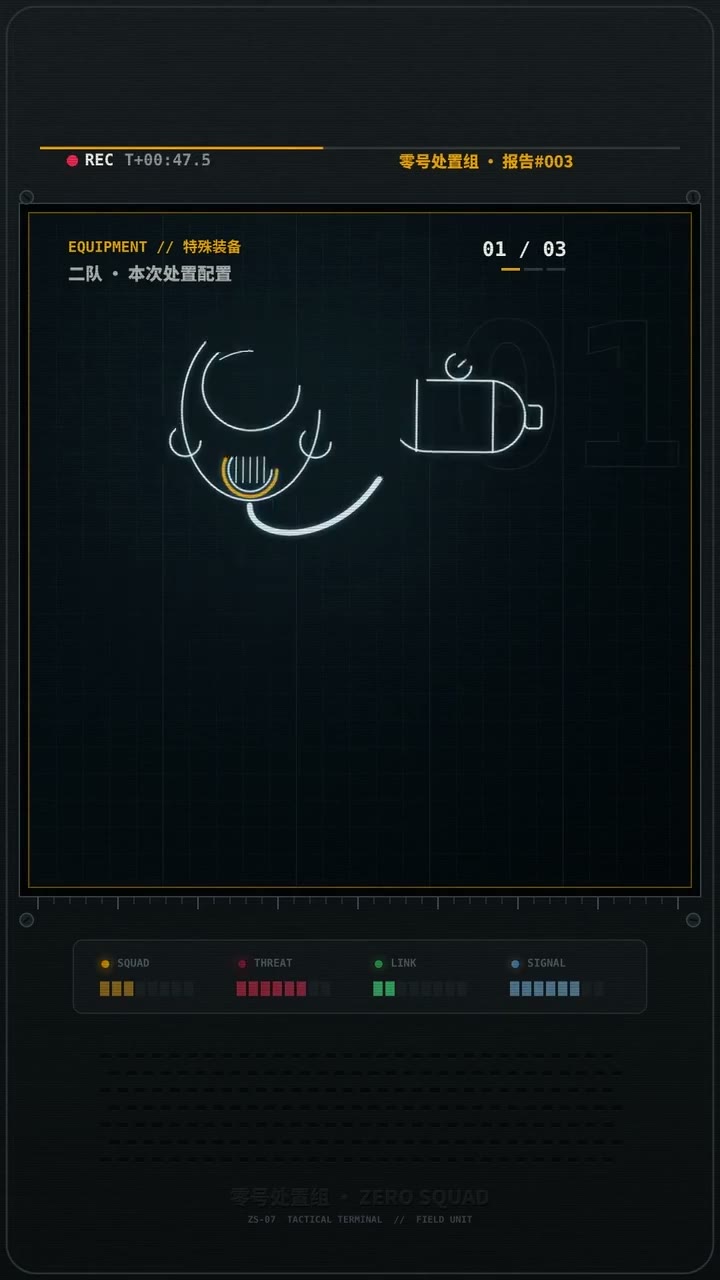 REC T+00:47.5
零号处置组 • 报告#003
EQUIPMENT // 特殊装备
01 / 03
二队 • 本次处置配置
01
SQUAD
THREAT
LINK
SIGNAL
零号处置组 • ZERO SQUAD
ZS-07 TACTICAL TERMINAL // FIELD UNIT